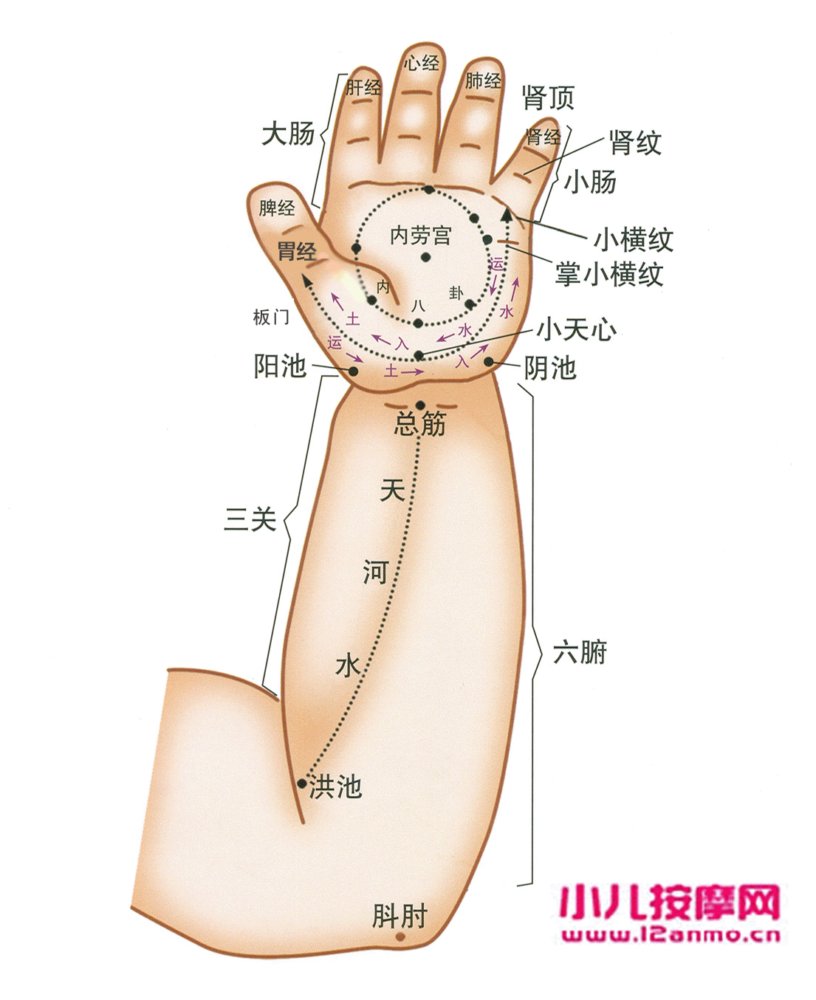 心经
肝经
肺经
肾顶
大肠
肾经
肾纹
小肠
脾经
内劳宫
小横纹
胃经
运
掌小横纹
内
八
卦
水
板门
土
水
小天心
运
入
入
阳池
土
阴池
总筋
天
三关
河
六腑
水
洪池
㪷肘
小儿按摩网
www.12anmo.cn